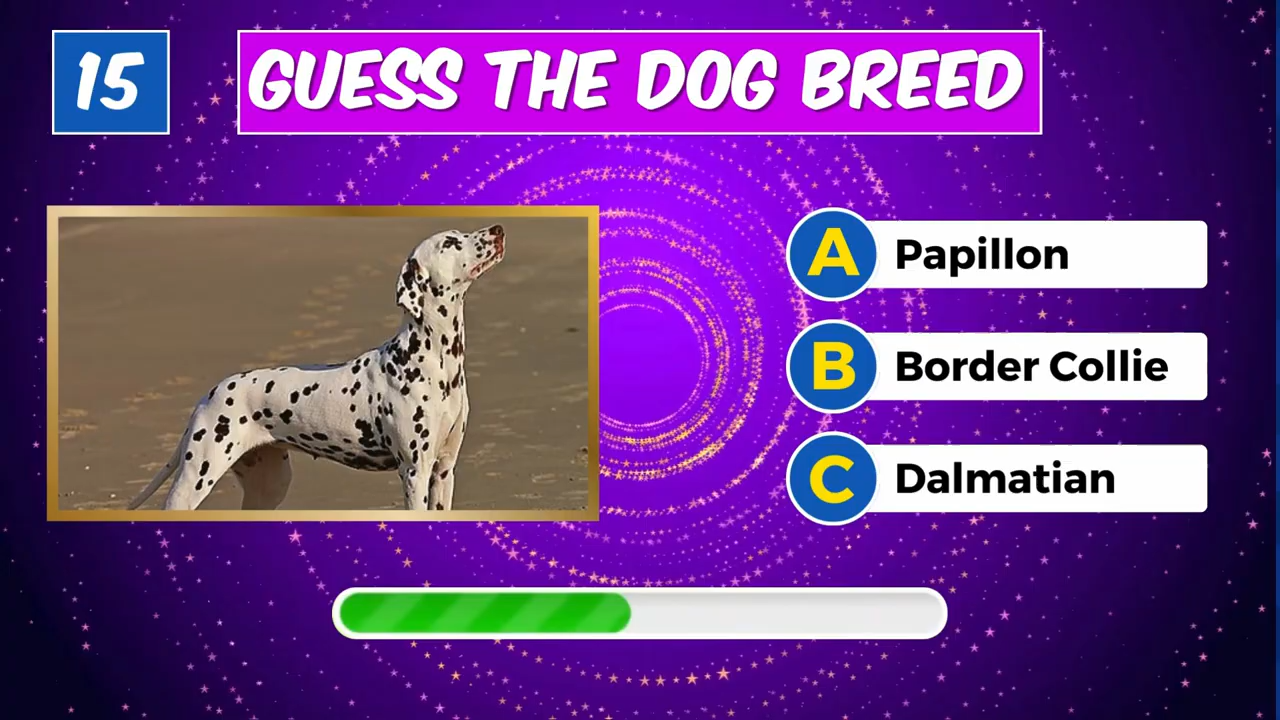 15
GUESS THE DOG BREED
A Papillon
B Border Collie
C Dalmatian